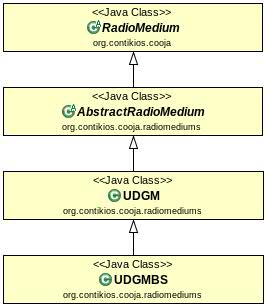 <<Java Class>>
RadioMedium
org.contikios.cooja
<<Java Class>>
AbstractRadioMedium
org.contikios.cooja.radiomediums
<<Java Class>>
UDGM
org.contikios.cooja.radiomediums
<<Java Class>>
UDGMBS
org.contikios.cooja.radiomediums